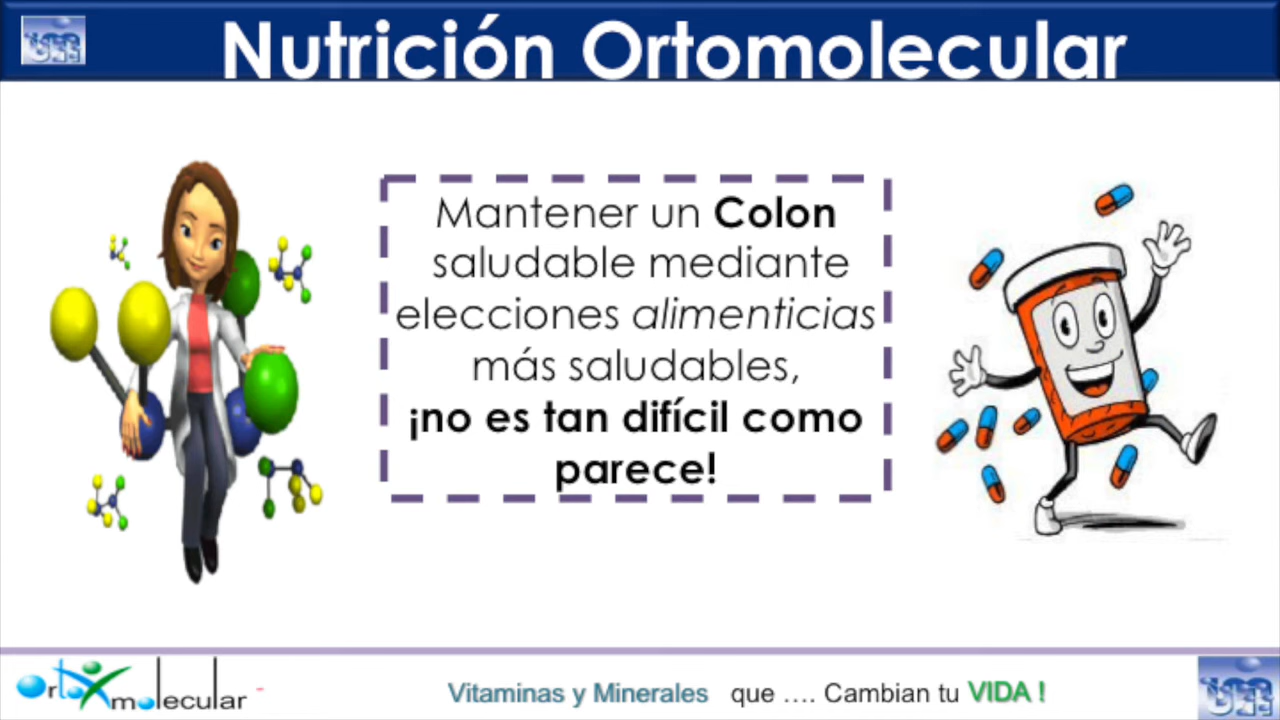 Nutrición Ortomolecular
Mantener un Colon
saludable mediante
elecciones alimenticias
más saludables,
¡no es tan difícil como
parece!
Ortomolecular
Vitaminas y Minerales que .... Cambian tu VIDA !